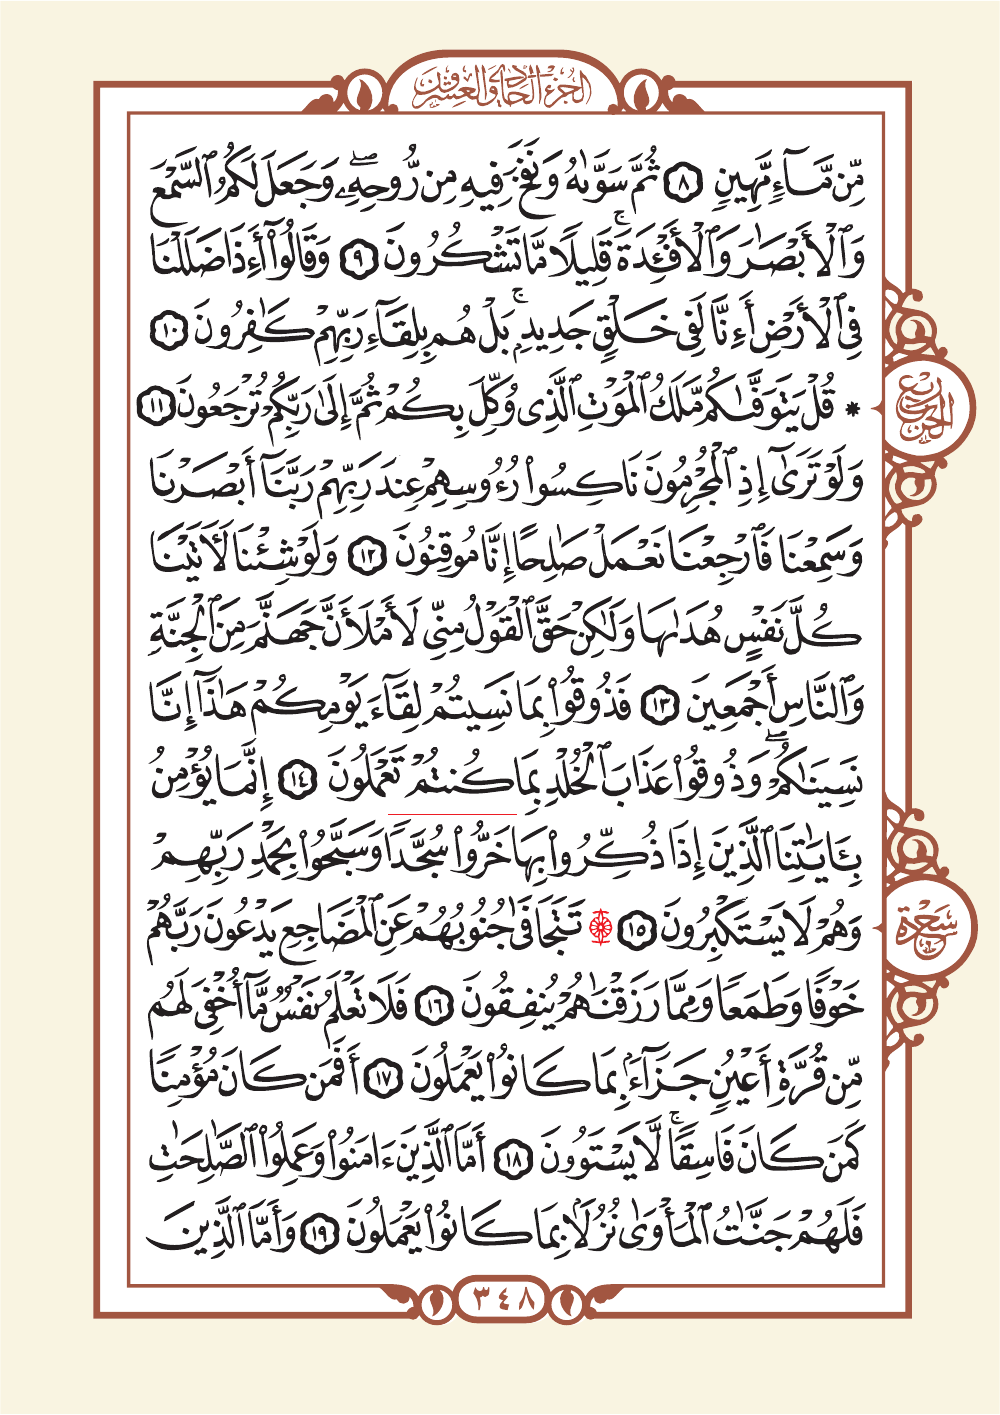 الجزء الحادي والعشرون
مِّن مَّآءٖ مَّهِينٖ ٨ ثُمَّ سَوَّىٰهُ وَنَفَخَ فِيهِ مِن رُّوحِهِۦۖ وَجَعَلَ لَكُمُ ٱلسَّمۡعَ
وَٱلۡأَبۡصَٰرَ وَٱلۡأَفۡـِٔدَةَۚ قَلِيلٗا مَّا تَشۡكُرُونَ ٩ وَقَالُوٓاْ أَءِذَا ضَلَلۡنَا
فِي ٱلۡأَرۡضِ أَءِنَّا لَفِي خَلۡقٖ جَدِيدِۭۚ بَلۡ هُم بِلِقَآءِ رَبِّهِمۡ كَٰفِرُونَ ١٠
۞ قُلۡ يَتَوَفَّىٰكُم مَّلَكُ ٱلۡمَوۡتِ ٱلَّذِي وُكِّلَ بِكُمۡ ثُمَّ إِلَىٰ رَبِّكُمۡ تُرۡجَعُونَ ١١
وَلَوۡ تَرَىٰٓ إِذِ ٱلۡمُجۡرِمُونَ نَاكِسُواْ رُءُوسِهِمۡ عِندَ رَبِّهِمۡ رَبَّنَآ أَبۡصَرۡنَا
وَسَمِعۡنَا فَٱرۡجِعۡنَا نَعۡمَلۡ صَٰلِحًا إِنَّا مُوقِنُونَ ١٢ وَلَوۡ شِئۡنَا لَأٓتَيۡنَا
كُلَّ نَفۡسٍ هُدَىٰهَا وَلَٰكِنۡ حَقَّ ٱلۡقَوۡلُ مِنِّي لَأَمۡلَأَنَّ جَهَنَّمَ مِنَ ٱلۡجِنَّةِ
وَٱلنَّاسِ أَجۡمَعِينَ ١٣ فَذُوقُواْ بِمَا نَسِيتُمۡ لِقَآءَ يَوۡمِكُمۡ هَٰذَآ إِنَّا
نَسِينَٰكُمۡۖ وَذُوقُواْ عَذَابَ ٱلۡخُلۡدِ بِمَا كُنتُمۡ تَعۡمَلُونَ ١٤ إِنَّمَا يُؤۡمِنُ
بِـَٔايَٰتِنَا ٱلَّذِينَ إِذَا ذُكِّرُواْ بِهَا خَرُّواْ سُجَّدٗا وَسَبَّحُواْ بِحَمۡدِ رَبِّهِمۡ
وَهُمۡ لَا يَسۡتَكۡبِرُونَ ١٥ ۩ تَتَجَافَىٰ جُنُوبُهُمۡ عَنِ ٱلۡمَضَاجِعِ يَدۡعُونَ رَبَّهُمۡ
خَوۡفٗا وَطَمَعٗا وَمِمَّا رَزَقۡنَٰهُمۡ يُنفِقُونَ ١٦ فَلَا تَعۡلَمُ نَفۡسٞ مَّآ أُخۡفِيَ لَهُم
مِّن قُرَّةِ أَعۡيُنٖ جَزَآءَۢ بِمَا كَانُواْ يَعۡمَلُونَ ١٧ أَفَمَن كَانَ مُؤۡمِنٗا
كَمَن كَانَ فَاسِقٗاۚ لَّا يَسۡتَوُۥنَ ١٨ أَمَّا ٱلَّذِينَ ءَامَنُواْ وَعَمِلُواْ ٱلصَّٰلِحَٰتِ
فَلَهُمۡ جَنَّٰتُ ٱلۡمَأۡوَىٰ نُزُلَۢا بِمَا كَانُواْ يَعۡمَلُونَ ١٩ وَأَمَّا ٱلَّذِينَ
ربع الحزب
سجدة
٣٤٨